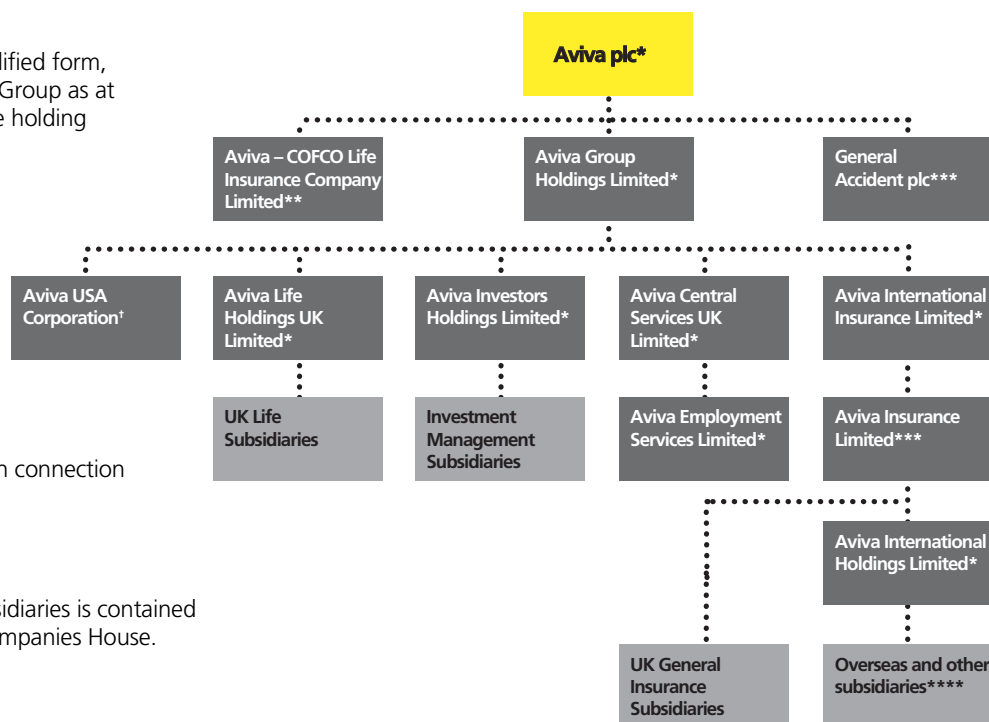 Aviva plc*
lified form,
Group as at
e holding
Aviva – COFCO Life
Insurance Company
Limited**
Aviva Group
Holdings Limited*
General
Accident plc***
Aviva USA
Corporation†
Aviva Life
Holdings UK
Limited*
Aviva Investors
Holdings Limited*
Aviva Central
Services UK
Limited*
Aviva International
Insurance Limited*
UK Life
Subsidiaries
Investment
Management
Subsidiaries
Aviva Employment
Services Limited*
Aviva Insurance
Limited***
n connection
Aviva International
Holdings Limited*
sidiaries is contained
mpanies House.
UK General
Insurance
Subsidiaries
Overseas and other
subsidiaries****